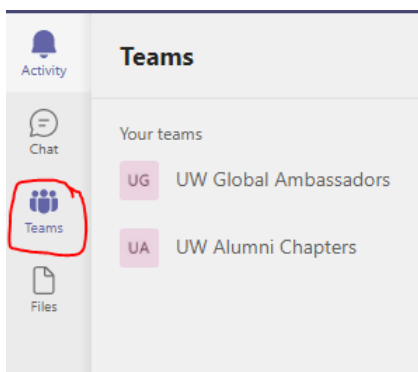 Activity
Chat
Teams
Files
Teams
Your teams
UG UW Global Ambassadors
UA UW Alumni Chapters